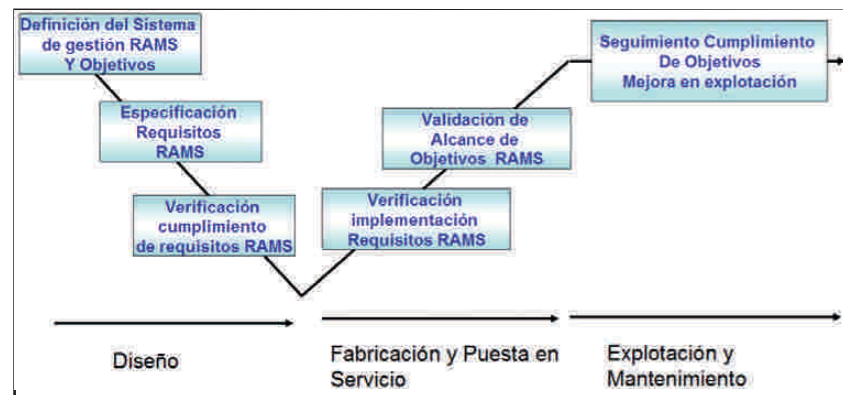 Definición del Sistema
de gestión RAMS
Y Objetivos
Especificación
Requisitos
RAMS
Verificación
cumplimiento
de requisitos RAMS
Verificación
implementación
Requisitos RAMS
Validación de
Alcance de
Objetivos RAMS
Seguimiento Cumplimiento
De Objetivos
Mejora en explotación
Diseño
Fabricación y Puesta en
Servicio
Explotación y
Mantenimiento